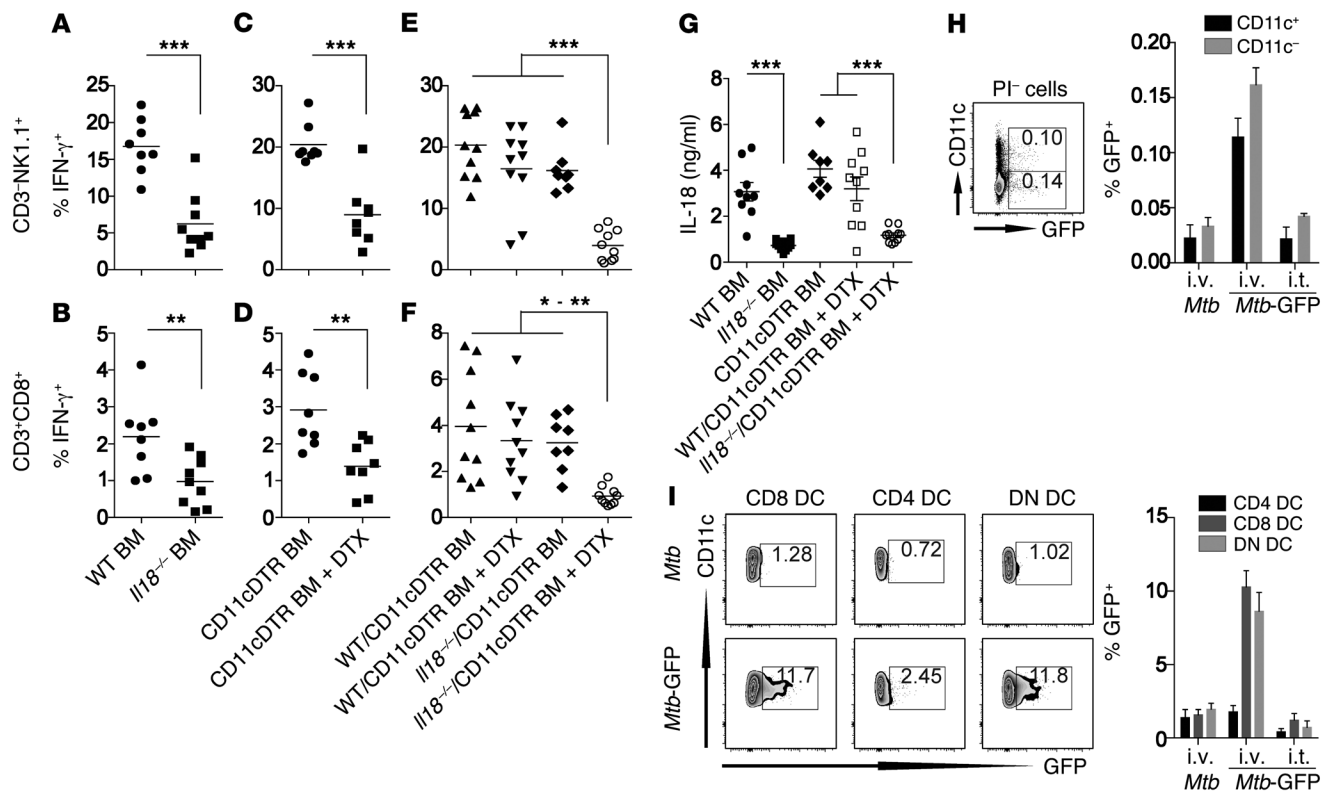 A
CD3⁻NK1.1⁺
% IFN-γ⁺
25
20
15
10
5
0
***
C
30
20
10
0
***
E
30
20
10
0
***
B
CD3⁺CD8⁺
% IFN-γ⁺
5
4
3
2
1
0
**
WT BM
Il18⁻/⁻ BM
D
5
4
3
2
1
0
**
CD11cDTR BM
CD11cDTR BM + DTX
F
8
6
4
2
0
* - **
WT/CD11cDTR BM
WT/CD11cDTR BM + DTX
Il18⁻/⁻/CD11cDTR BM
Il18⁻/⁻/CD11cDTR BM + DTX
G
IL-18 (ng/ml)
8
6
4
2
0
***
***
WT BM
Il18⁻/⁻ BM
CD11cDTR BM
WT/CD11cDTR BM + DTX
Il18⁻/⁻/CD11cDTR BM + DTX
H
PI⁻ cells
CD11c
0.10
0.14
GFP
CD11c⁺
CD11c⁻
% GFP⁺
0.20
0.15
0.10
0.05
0.00
i.v. i.v. i.t.
Mtb Mtb-GFP
I
CD8 DC CD4 DC DN DC
CD11c
Mtb
1.28 0.72 1.02
Mtb-GFP
11.7 2.45 11.8
GFP
CD4 DC
CD8 DC
DN DC
% GFP⁺
15
10
5
0
i.v. i.v. i.t.
Mtb Mtb-GFP